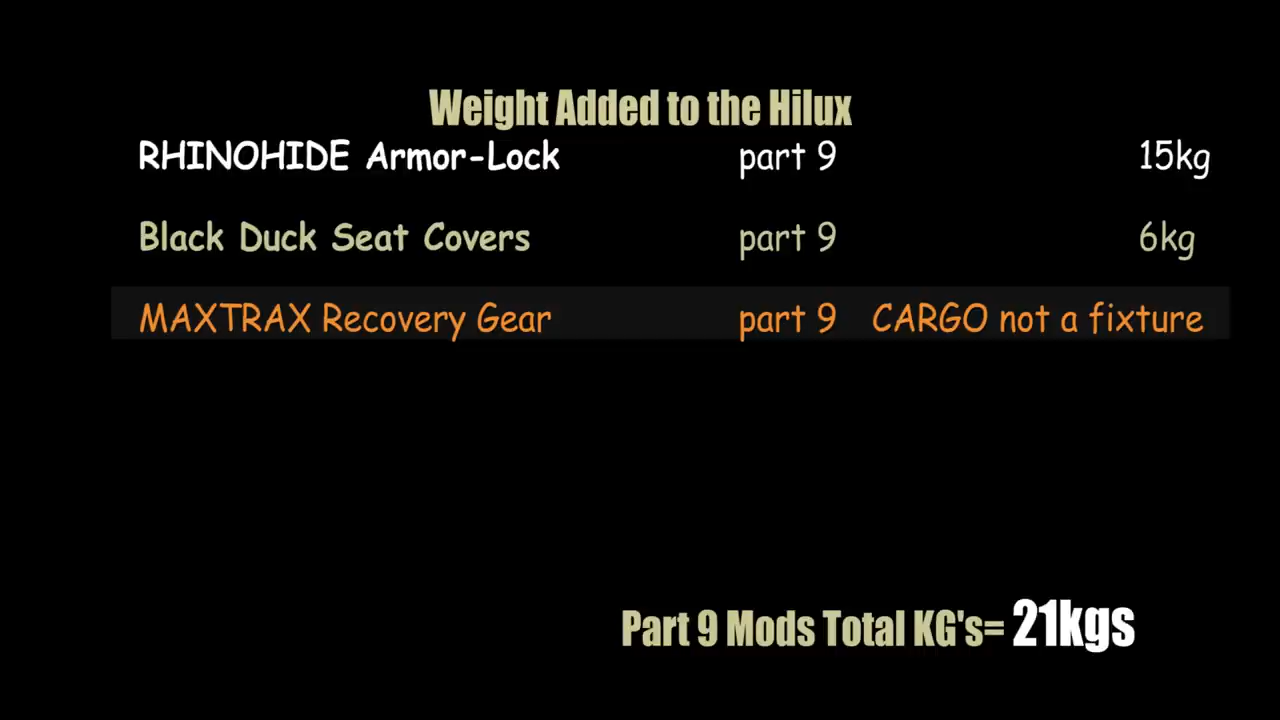 Weight Added to the Hilux
RHINOHIDE Armor-Lock part 9 15kg
Black Duck Seat Covers part 9 6kg
MAXTRAX Recovery Gear part 9 CARGO not a fixture
Part 9 Mods Total KG's= 21kgs